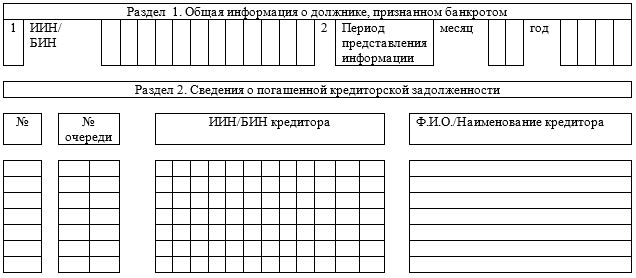 Раздел 1. Общая информация о должнике, признанном банкротом
1 ИИН/ 2 Период месяц год
БИН представления
информации
Раздел 2. Сведения о погашенной кредиторской задолженности
№ № ИИН/БИН кредитора Ф.И.О./Наименование кредитора
очереди